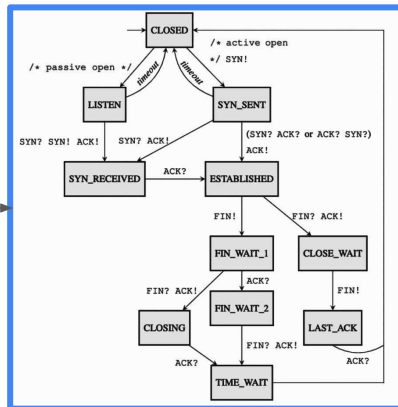 CLOSED
/* passive open */
/* active open
*/ SYN!
timeout
timeout
LISTEN
SYN_SENT
SYN? SYN! ACK!
SYN? ACK!
(SYN? ACK? or ACK? SYN?)
ACK!
SYN_RECEIVED
ACK?
ESTABLISHED
FIN!
FIN? ACK!
FIN_WAIT_1
CLOSE_WAIT
FIN? ACK!
ACK?
FIN!
CLOSING
FIN_WAIT_2
LAST_ACK
ACK?
FIN? ACK!
ACK?
TIME_WAIT